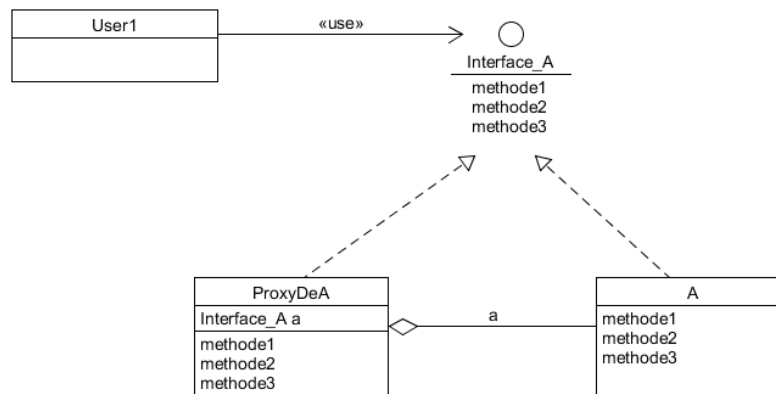 User1
«use»
Interface_A
methode1
methode2
methode3
ProxyDeA
Interface_A a
methode1
methode2
methode3
a
A
methode1
methode2
methode3